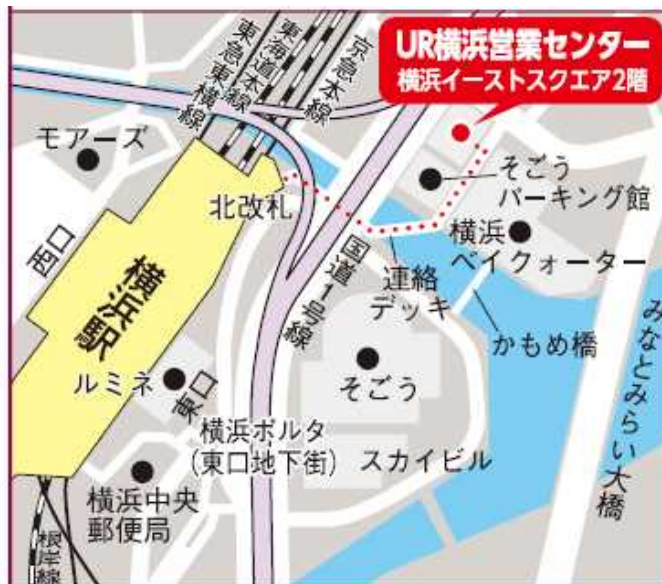 UR横浜営業センター
横浜イーストスクエア2階
東急東横線
東海道本線
京急本線
モアーズ
北改札
そごう
パーキング館
横浜
ベイクォーター
西口
横浜駅
国道1号線
連絡
デッキ
かもめ橋
みなとみらい大橋
ルミネ
東口
そごう
横浜ポルタ
(東口地下街)
スカイビル
横浜中央
郵便局
根岸線